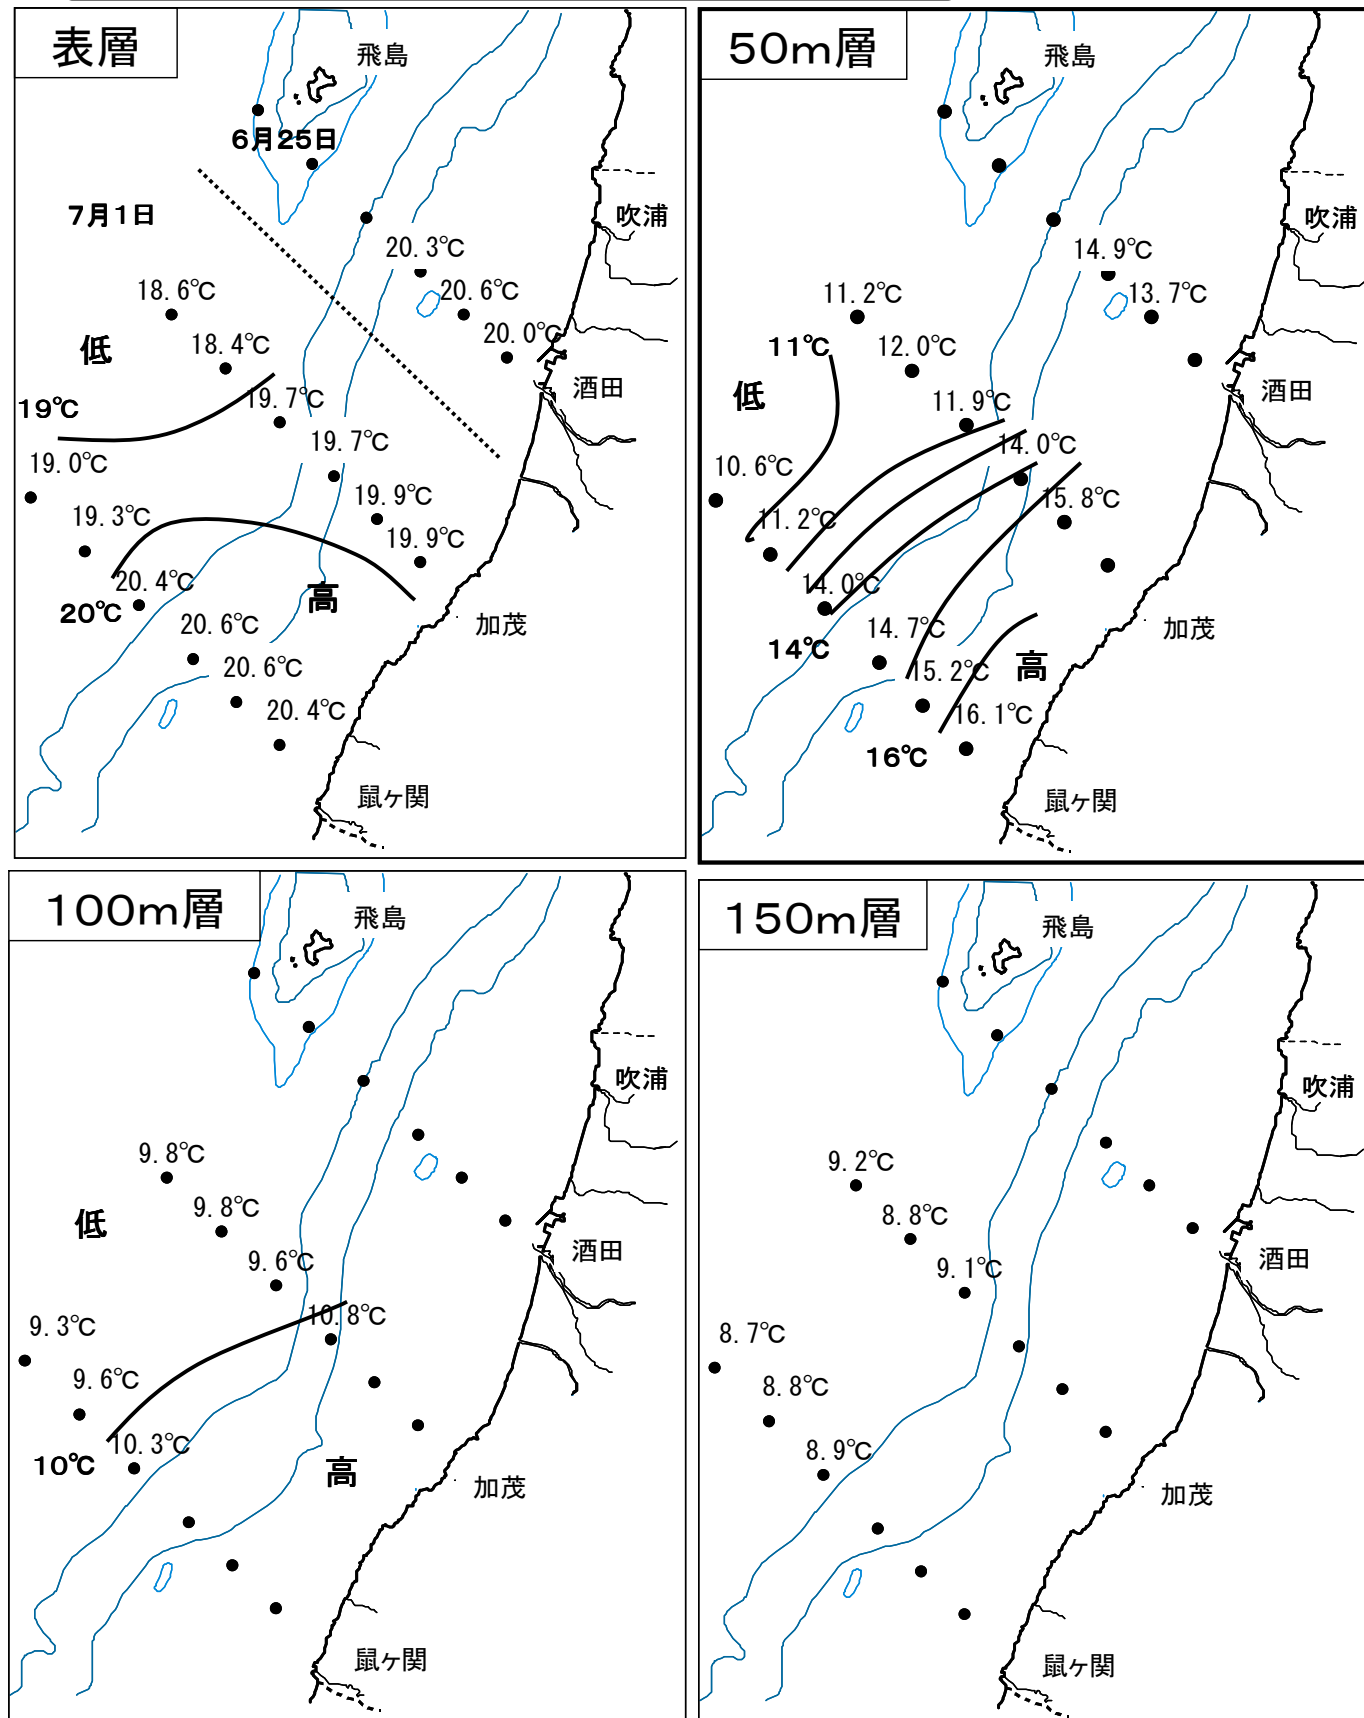 表層
飛島
6月25日
7月1日
吹浦
20.3℃
18.6℃
20.6℃
低
18.4℃
20.0℃
酒田
19℃
19.7℃
19.7℃
19.0℃
19.9℃
19.3℃
19.9℃
20.4℃
高
20℃
加茂
20.6℃
20.6℃
20.4℃
鼠ヶ関
50m層
飛島
吹浦
14.9℃
11.2℃
13.7℃
11℃
12.0℃
低
酒田
11.9℃
14.0℃
10.6℃
15.8℃
11.2℃
14.0℃
加茂
14℃
14.7℃
高
15.2℃
16.1℃
16℃
鼠ヶ関
100m層
飛島
吹浦
9.8℃
低
9.8℃
酒田
9.6℃
10.8℃
9.3℃
9.6℃
10.3℃
10℃
高
加茂
鼠ヶ関
150m層
飛島
吹浦
9.2℃
8.8℃
酒田
9.1℃
8.7℃
8.8℃
8.9℃
加茂
鼠ヶ関